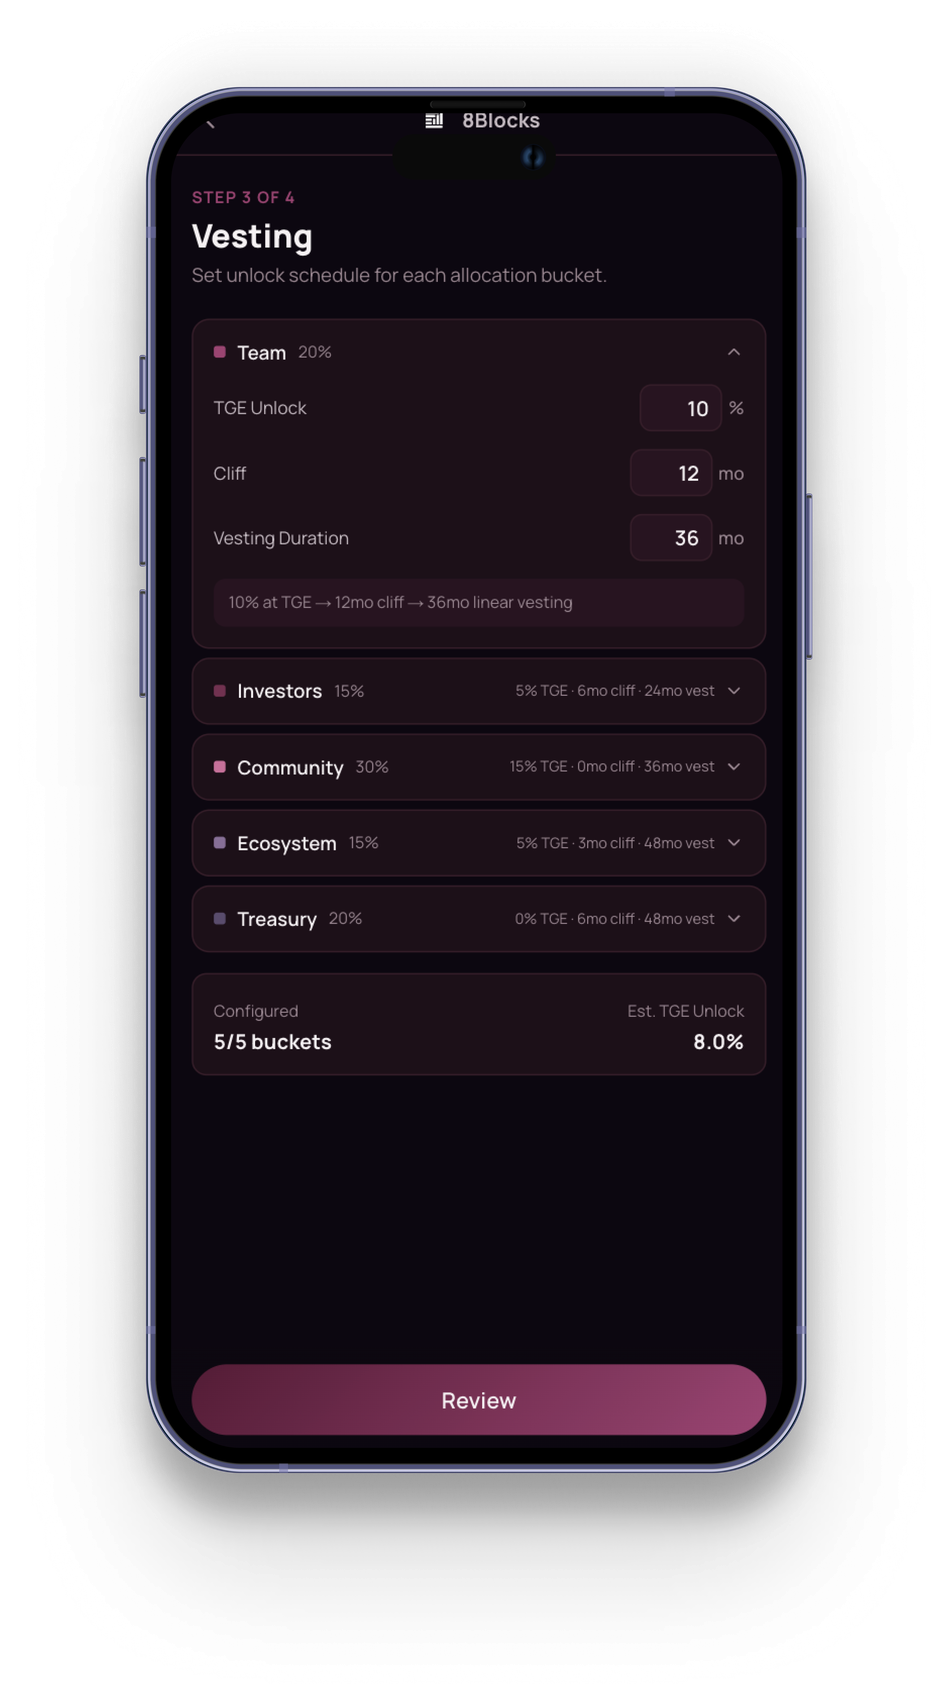 8Blocks
STEP 3 OF 4
Vesting
Set unlock schedule for each allocation bucket.
Team 20%
TGE Unlock 10 %
Cliff 12 mo
Vesting Duration 36 mo
10% at TGE → 12mo cliff → 36mo linear vesting
Investors 15% 5% TGE · 6mo cliff · 24mo vest
Community 30% 15% TGE · 0mo cliff · 36mo vest
Ecosystem 15% 5% TGE · 3mo cliff · 48mo vest
Treasury 20% 0% TGE · 6mo cliff · 48mo vest
Configured Est. TGE Unlock
5/5 buckets 8.0%
Review